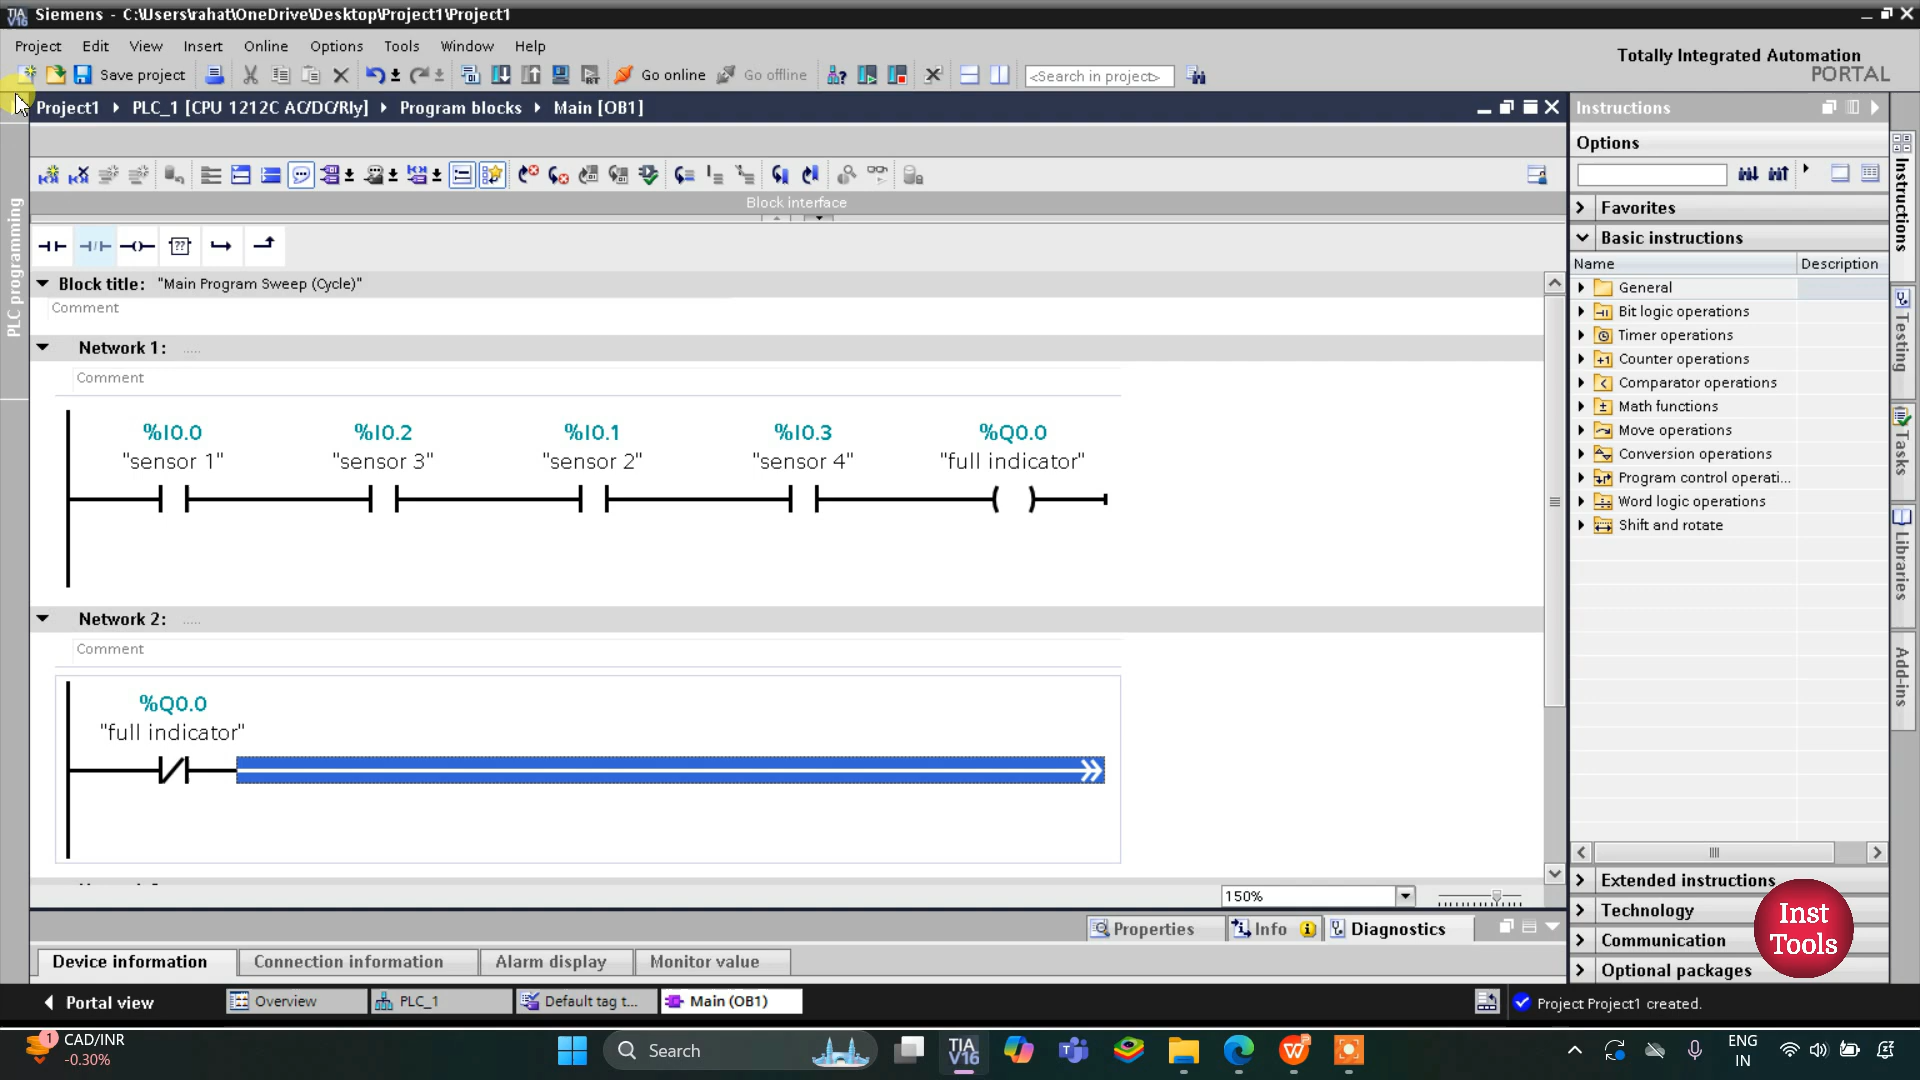 Siemens - C:\Users\rahat\OneDrive\Desktop\Project1\Project1
Project Edit View Insert Online Options Tools Window Help
Totally Integrated Automation
PORTAL
Save project Go online Go offline <Search in project>
Project1 PLC_1 [CPU 1212C AC/DC/Rly] Program blocks Main [OB1]
Instructions
Options
Block interface
PLC programming
??
Block title: "Main Program Sweep (Cycle)"
Comment
Network 1: .....
Comment
%I0.0 %I0.2 %I0.1 %I0.3 %Q0.0
"sensor 1" "sensor 3" "sensor 2" "sensor 4" "full indicator"
Network 2: .....
Comment
%Q0.0
"full indicator"
150%
Favorites
Basic instructions
Name Description
General
Bit logic operations
Timer operations
Counter operations
Comparator operations
Math functions
Move operations
Conversion operations
Program control operati...
Word logic operations
Shift and rotate
Extended instructions
Technology
Communication
Optional packages
Inst
Tools
Instructions
Testing
Tasks
Libraries
Add-ins
Properties Info Diagnostics
Device information Connection information Alarm display Monitor value
Portal view Overview PLC_1 Default tag t... Main (OB1) Project Project1 created.
1
CAD/INR
-0.30%
Search
TIA
V16
ENG
IN